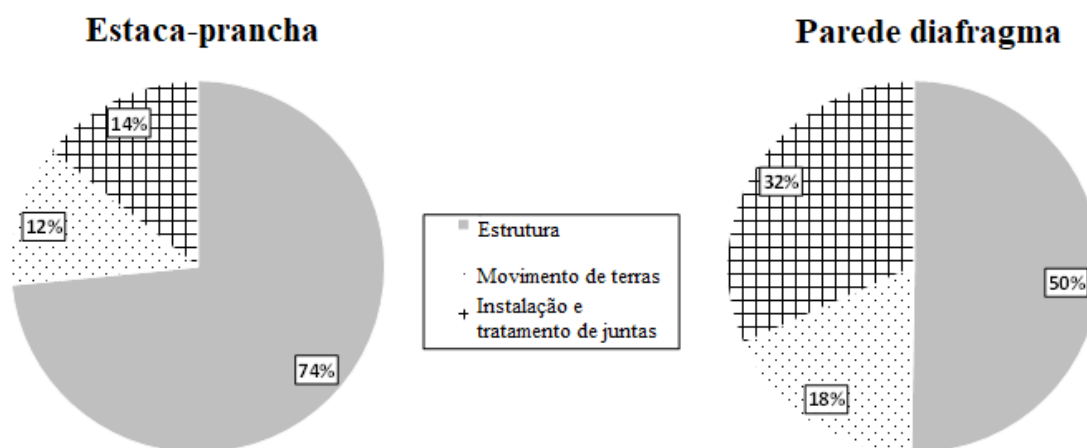 Estaca-prancha
Parede diafragma
14%
12%
74%
Estrutura
Movimento de terras
Instalação e
tratamento de juntas
32%
50%
18%